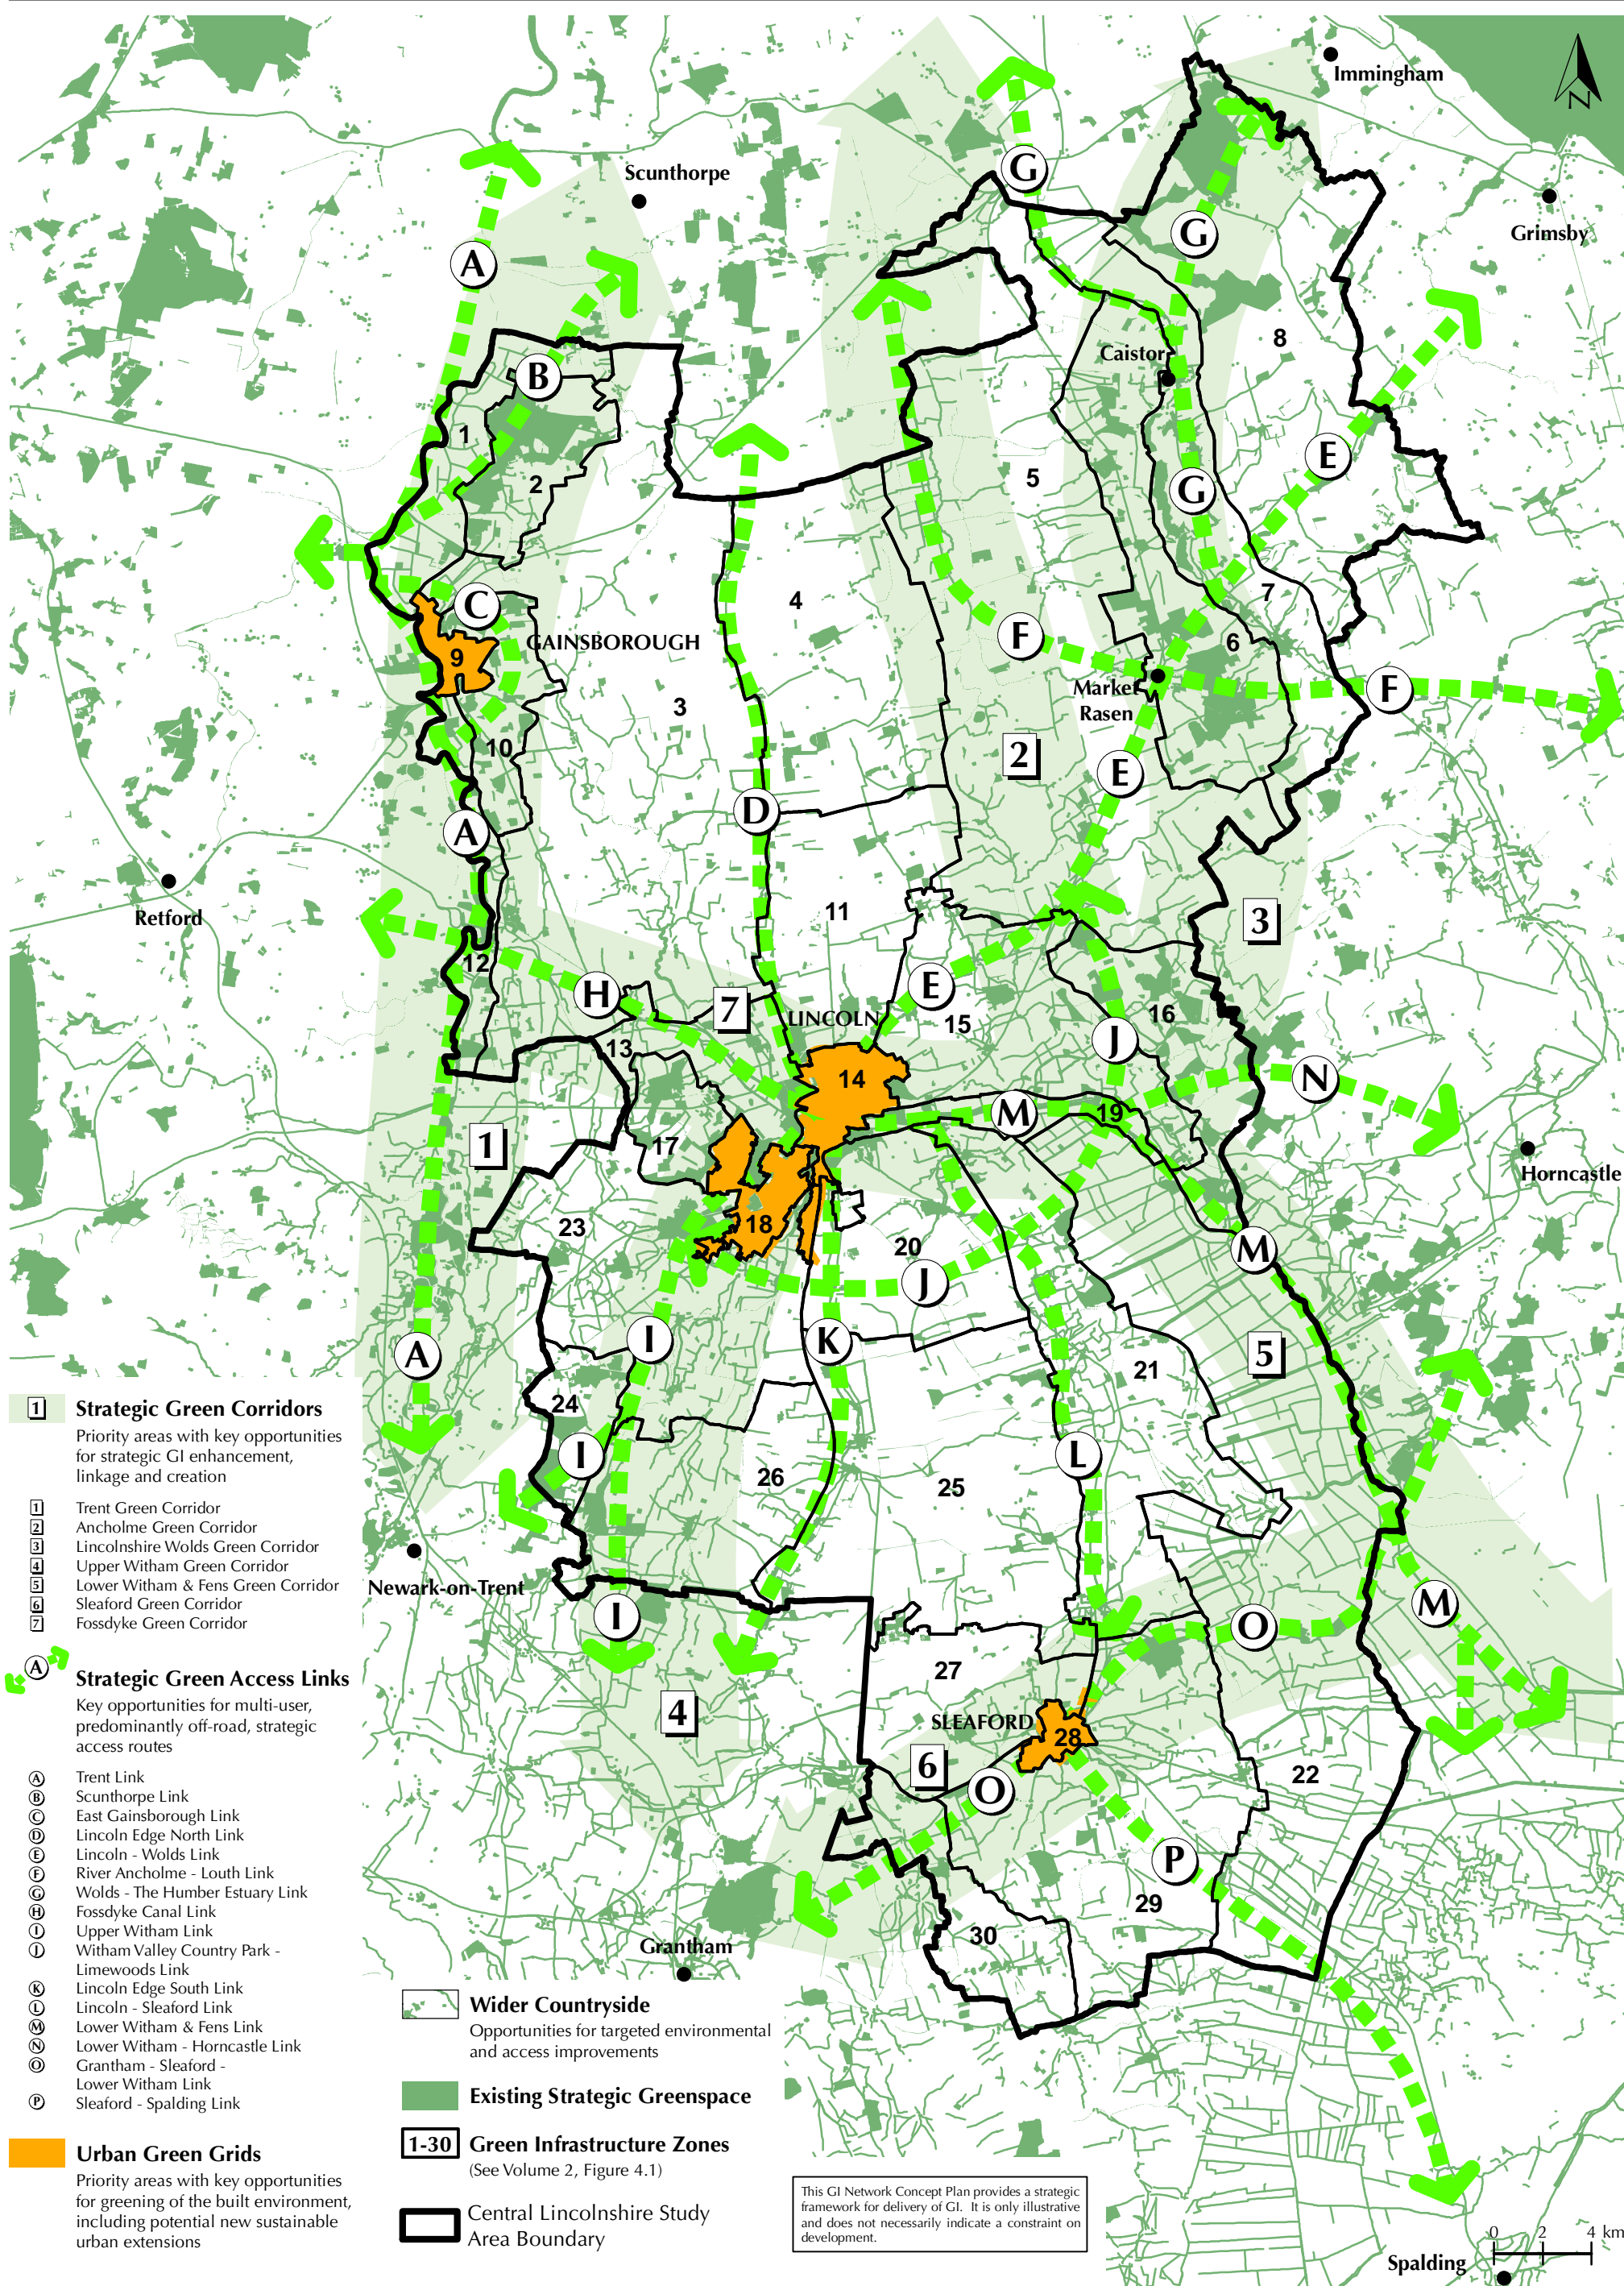 Immingham
N
G
Scunthorpe
Grimsby
G
A
8
Caistor
B
1
E
5
2
G
7
4
C
F
GAINSBOROUGH
6
9
Market
Rasen
F
3
10
2
E
D
A
Retford
11
3
12
H
7
E
LINCOLN
15
16
13
J
14
N
M
19
1
17
Horncastle
18
23
20
M
J
K
I
5
A
21
24
I
L
26
25
Newark-on-Trent
I
M
O
27
4
SLEAFORD
28
6
O
22
P
29
30
Grantham
Spalding
0 2 4 km
1 Strategic Green Corridors
Priority areas with key opportunities
for strategic GI enhancement,
linkage and creation
1 Trent Green Corridor
2 Ancholme Green Corridor
3 Lincolnshire Wolds Green Corridor
4 Upper Witham Green Corridor
5 Lower Witham & Fens Green Corridor
6 Sleaford Green Corridor
7 Fossdyke Green Corridor
A Strategic Green Access Links
Key opportunities for multi-user,
predominantly off-road, strategic
access routes
A Trent Link
B Scunthorpe Link
C East Gainsborough Link
D Lincoln Edge North Link
E Lincoln - Wolds Link
F River Ancholme - Louth Link
G Wolds - The Humber Estuary Link
H Fossdyke Canal Link
I Upper Witham Link
J Witham Valley Country Park -
Limewoods Link
K Lincoln Edge South Link
L Lincoln - Sleaford Link
M Lower Witham & Fens Link
N Lower Witham - Horncastle Link
O Grantham - Sleaford -
Lower Witham Link
P Sleaford - Spalding Link
Urban Green Grids
Priority areas with key opportunities
for greening of the built environment,
including potential new sustainable
urban extensions
Wider Countryside
Opportunities for targeted environmental
and access improvements
Existing Strategic Greenspace
1-30 Green Infrastructure Zones
(See Volume 2, Figure 4.1)
Central Lincolnshire Study
Area Boundary
This GI Network Concept Plan provides a strategic
framework for delivery of GI. It is only illustrative
and does not necessarily indicate a constraint on
development.